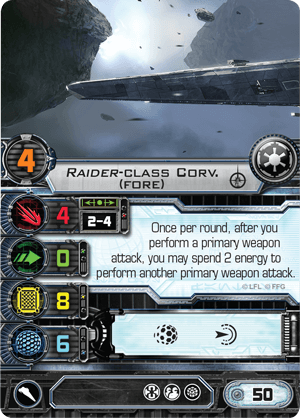 4
RAIDER-CLASS CORV.
(FORE)
4
2-4
0
8
6
Once per round, after you
perform a primary weapon
attack, you may spend 2 energy to
perform another primary weapon attack.
©LFL ©FFG
50